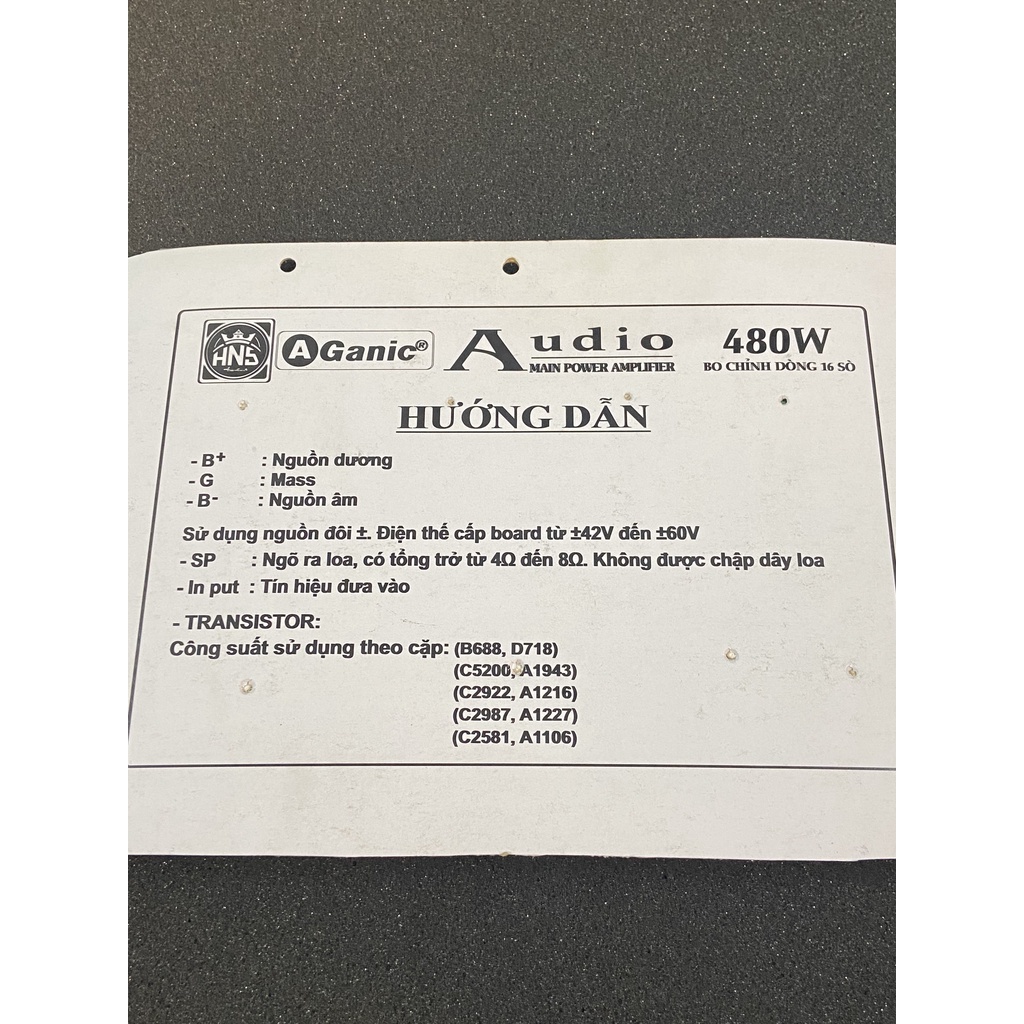 HNS
Audio
AGanic®
Audio
MAIN POWER AMPLIFIER
480W
BO CHỈNH DÒNG 16 SÒ
HƯỚNG DẪN
- B+ : Nguồn dương
- G : Mass
- B- : Nguồn âm
Sử dụng nguồn đôi ±. Điện thế cấp board từ ±42V đến ±60V
- SP : Ngõ ra loa, có tổng trở từ 4Ω đến 8Ω. Không được chập dây loa
- In put : Tín hiệu đưa vào
- TRANSISTOR:
Công suất sử dụng theo cặp: (B688, D718)
(C5200, A1943)
(C2922, A1216)
(C2987, A1227)
(C2581, A1106)